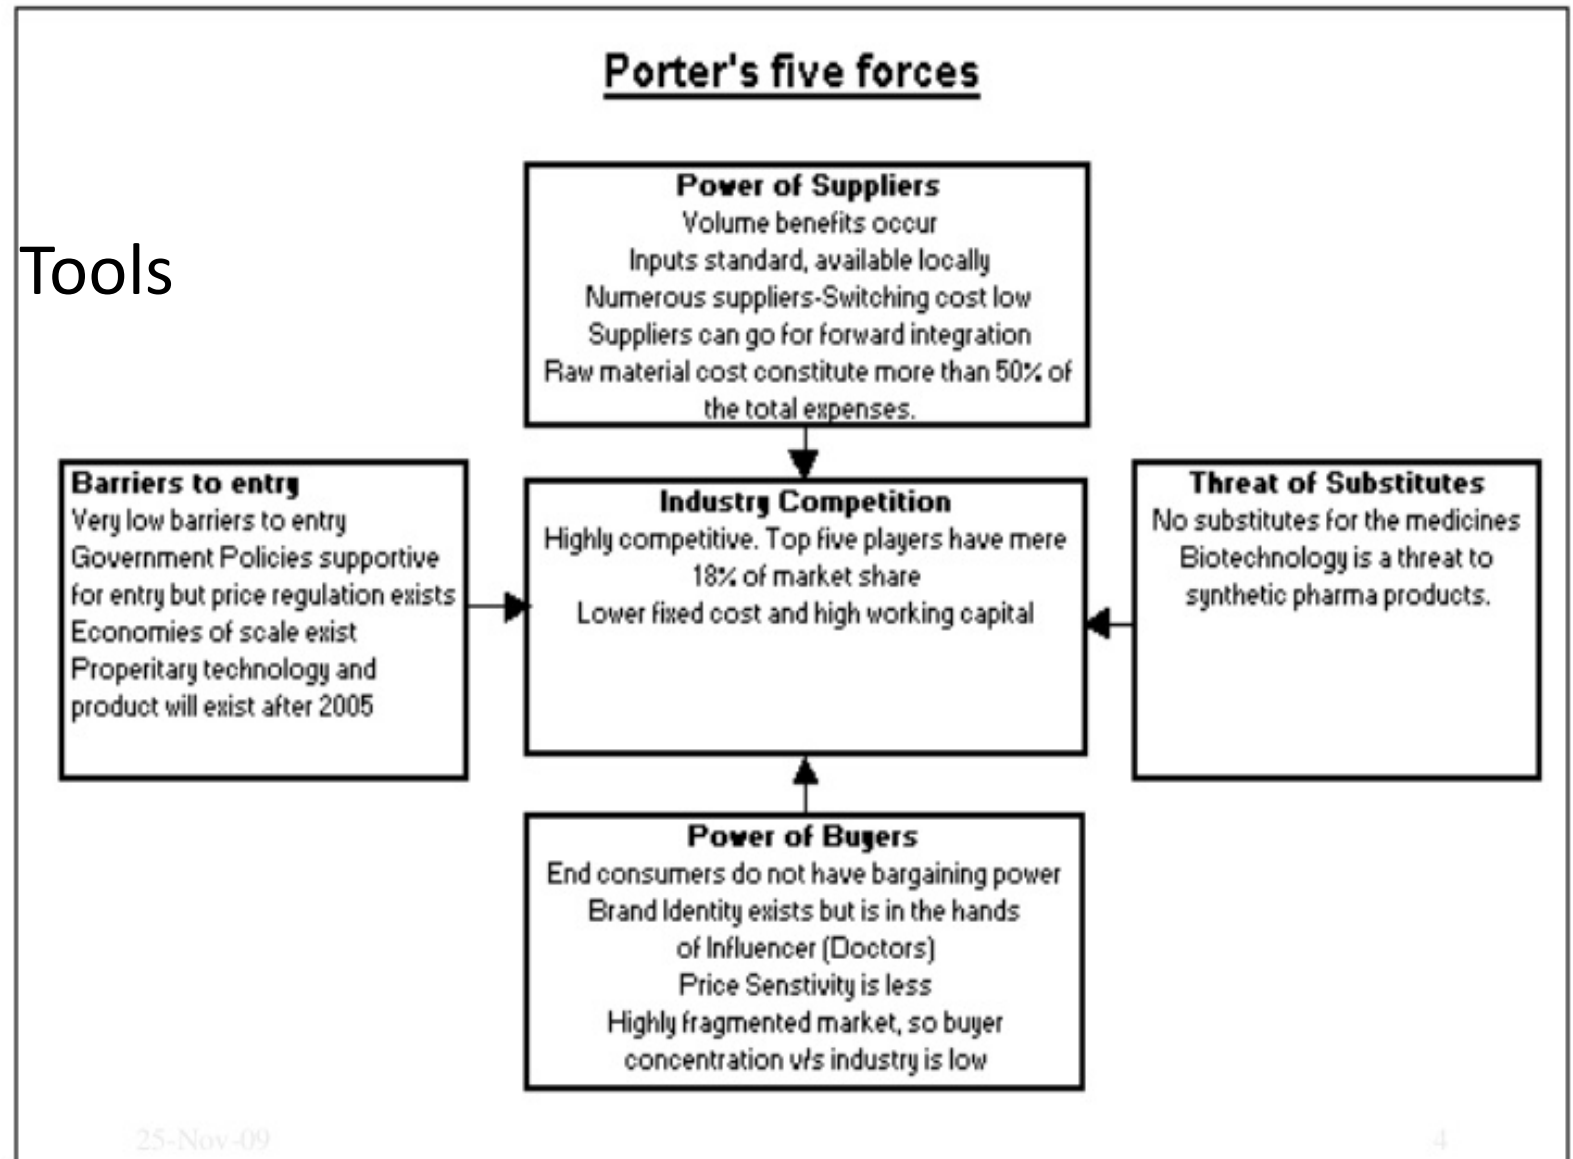 Porter's five forces
Tools
Power of Suppliers
Volume benefits occur
Inputs standard, available locally
Numerous suppliers-Switching cost low
Suppliers can go for forward integration
Raw material cost constitute more than 50% of
the total expenses.
Barriers to entry
Very low barriers to entry
Government Policies supportive
for entry but price regulation exists
Economies of scale exist
Properitary technology and
product will exist after 2005
Industry Competition
Highly competitive. Top five players have mere
18% of market share
Lower fixed cost and high working capital
Threat of Substitutes
No substitutes for the medicines
Biotechnology is a threat to
synthetic pharma products.
Power of Buyers
End consumers do not have bargaining power
Brand Identity exists but is in the hands
of Influencer (Doctors)
Price Senstivity is less
Highly fragmented market, so buyer
concentration v/s industry is low
25-Nov-09
4